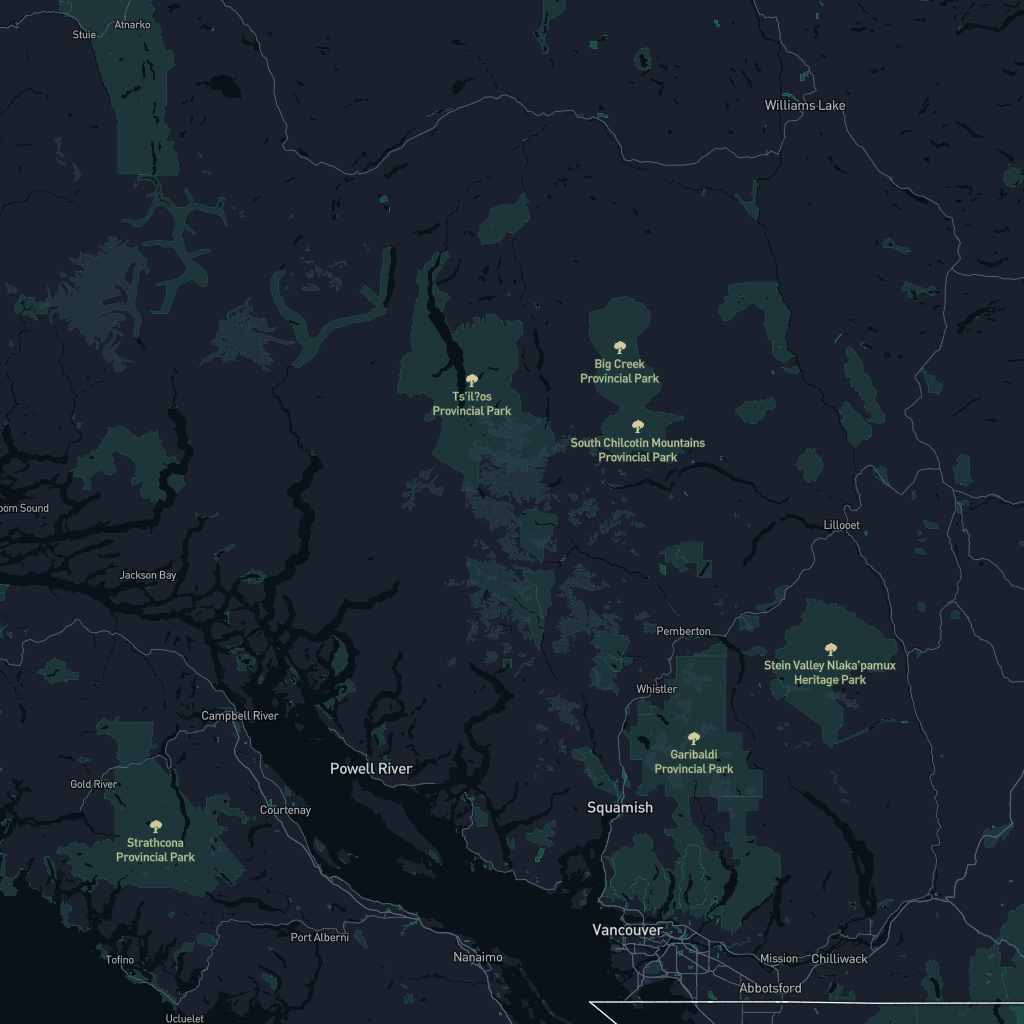 Atnarko
Stuie
Williams Lake
Big Creek
Provincial Park
Ts'il?os
Provincial Park
South Chilcotin Mountains
Provincial Park
oom Sound
Lillooet
Jackson Bay
Pemberton
Stein Valley Nlaka'pamux
Heritage Park
Whistler
Campbell River
Garibaldi
Provincial Park
Powell River
Gold River
Squamish
Courtenay
Strathcona
Provincial Park
Vancouver
Port Alberni
Nanaimo
Tofino
Mission
Chilliwack
Abbotsford
Ucluelet